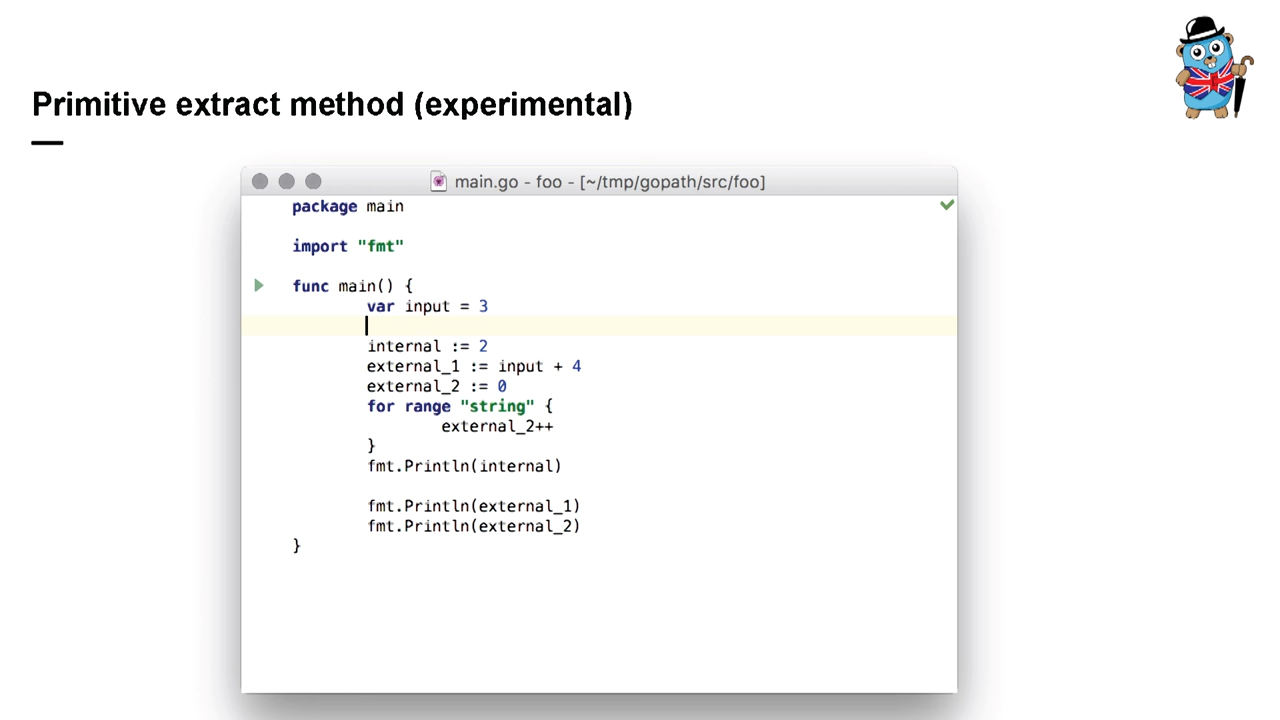 Primitive extract method (experimental)
main.go - foo - [~/tmp/gopath/src/foo]
package main
import "fmt"
func main() {
var input = 3
internal := 2
external_1 := input + 4
external_2 := 0
for range "string" {
external_2++
}
fmt.Println(internal)
fmt.Println(external_1)
fmt.Println(external_2)
}